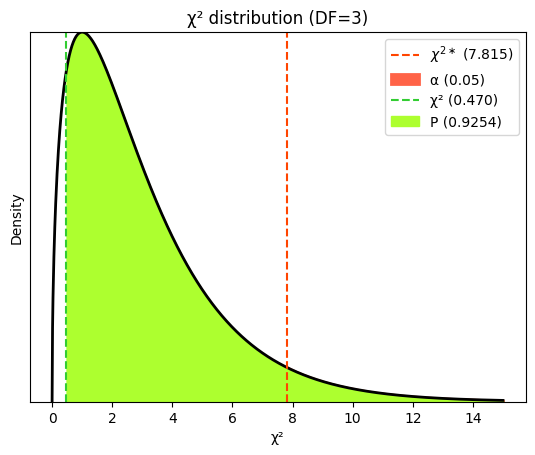 χ² distribution (DF=3)
χ²* (7.815)
α (0.05)
χ² (0.470)
P (0.9254)
Density
0 2 4 6 8 10 12 14
χ²